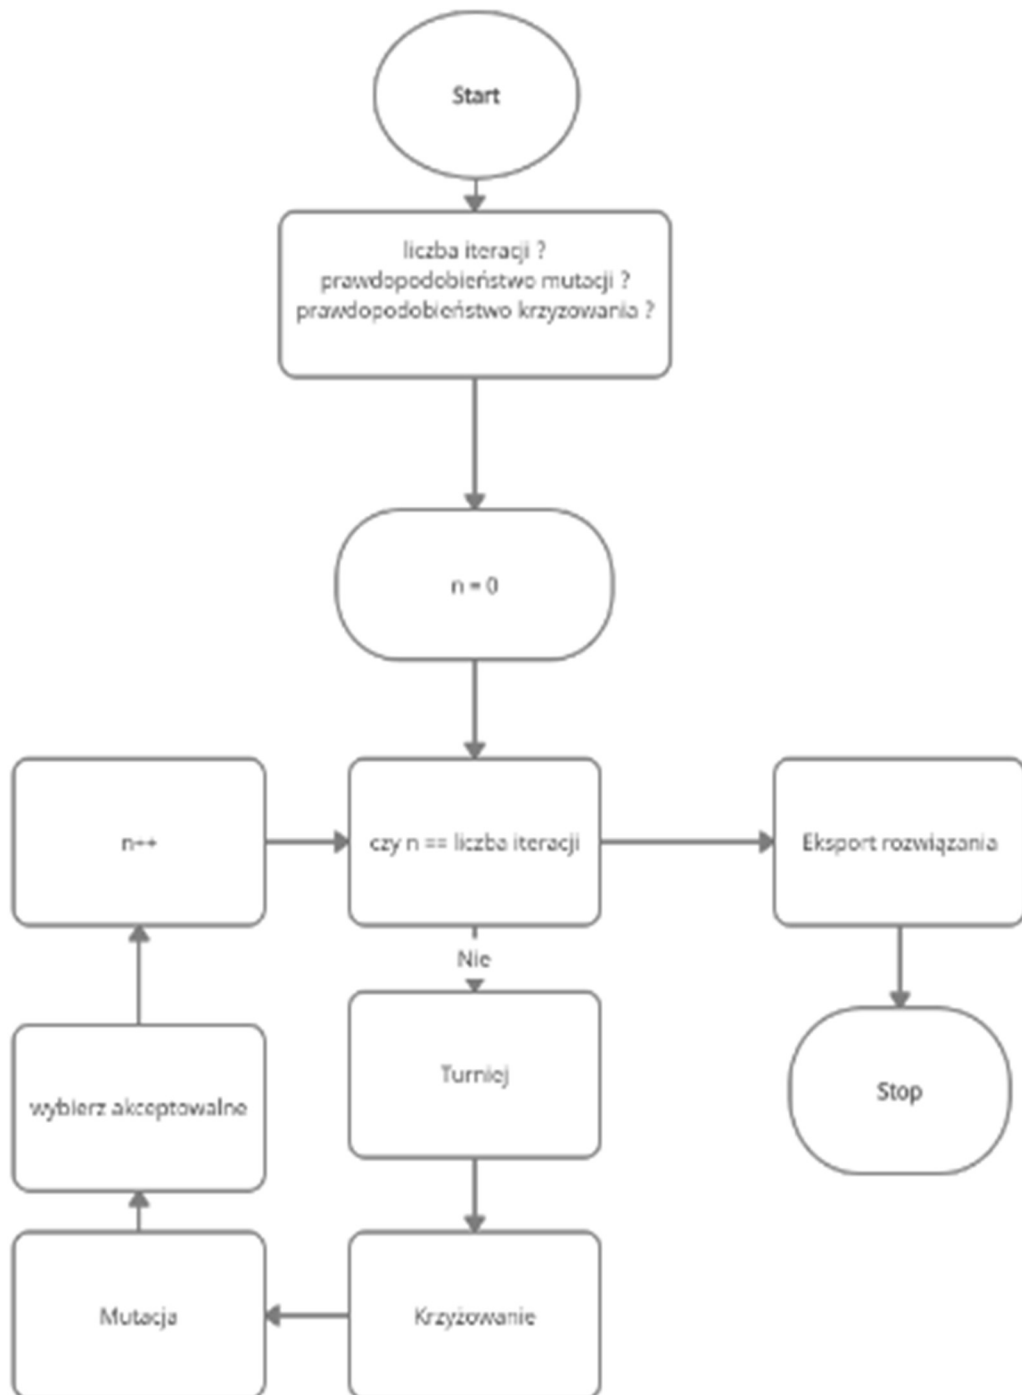 Start
liczba iteracji ?
prawdopodobieństwo mutacji ?
prawdopodobieństwo krzyzowania ?
n = 0
n++
czy n == liczba iteracji
Eksport rozwiązania
Nie
Turniej
wybierz akceptowalne
Stop
Mutacja
Krzyżowanie